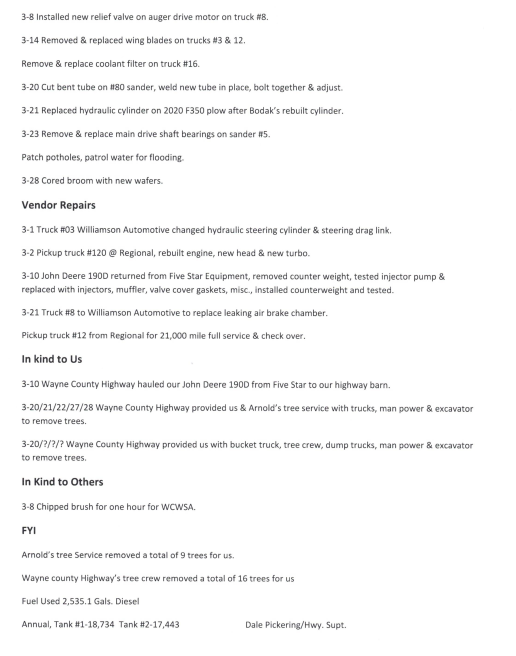 3-8 Installed new relief valve on auger drive motor on truck #8.
3-14 Removed & replaced wing blades on trucks #3 & 12.
Remove & replace coolant filter on truck #16.
3-20 Cut bent tube on #80 sander, weld new tube in place, bolt together & adjust.
3-21 Replaced hydraulic cylinder on 2020 F350 plow after Bodak's rebuilt cylinder.
3-23 Remove & replace main drive shaft bearings on sander #5.
Patch potholes, patrol water for flooding.
3-28 Cored broom with new wafers.
Vendor Repairs
3-1 Truck #03 Williamson Automotive changed hydraulic steering cylinder & steering drag link.
3-2 Pickup truck #120 @ Regional, rebuilt engine, new head & new turbo.
3-10 John Deere 190D returned from Five Star Equipment, removed counter weight, tested injector pump &
replaced with injectors, muffler, valve cover gaskets, misc., installed counterweight and tested.
3-21 Truck #8 to Williamson Automotive to replace leaking air brake chamber.
Pickup truck #12 from Regional for 21,000 mile full service & check over.
In kind to Us
3-10 Wayne County Highway hauled our John Deere 190D from Five Star to our highway barn.
3-20/21/22/27/28 Wayne County Highway provided us & Arnold's tree service with trucks, man power & excavator
to remove trees.
3-20/?/?/? Wayne County Highway provided us with bucket truck, tree crew, dump trucks, man power & excavator
to remove trees.
In Kind to Others
3-8 Chipped brush for one hour for WCWSA.
FYI
Arnold's tree Service removed a total of 9 trees for us.
Wayne county Highway's tree crew removed a total of 16 trees for us
Fuel Used 2,535.1 Gals. Diesel
Annual, Tank #1-18,734 Tank #2-17,443 Dale Pickering/Hwy. Supt.